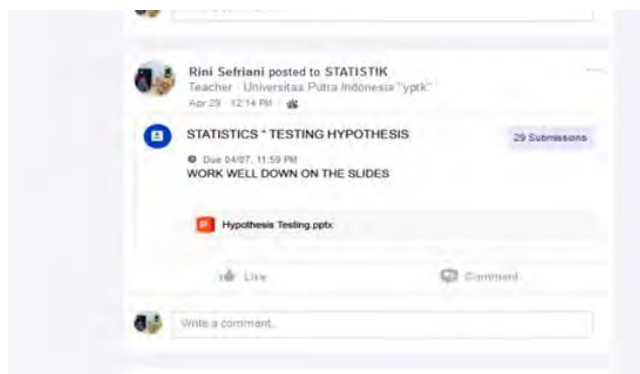 Rini Sefriani posted to STATISTIK
Teacher · Universitas Putra Indonesia "yptk"
Apr 29 · 12:14 PM
STATISTICS " TESTING HYPOTHESIS
29 Submissions
Due 04/07, 11:59 PM
WORK WELL DOWN ON THE SLIDES
Hypothesis Testing.pptx
Like
Comment
Write a comment..